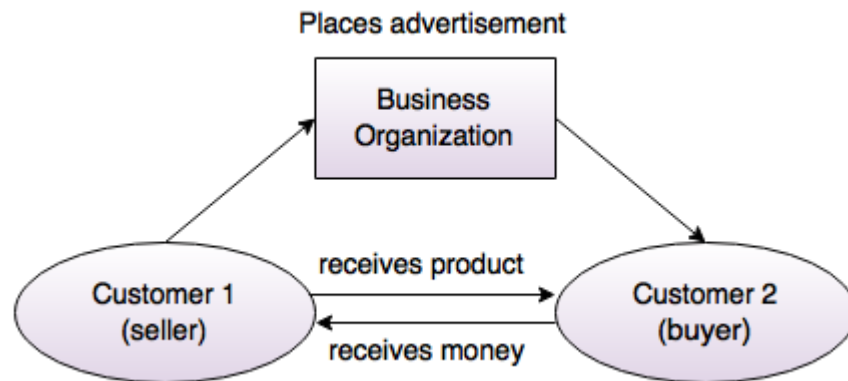 Places advertisement
Business
Organization
receives product
Customer 1
(seller)
Customer 2
(buyer)
receives money